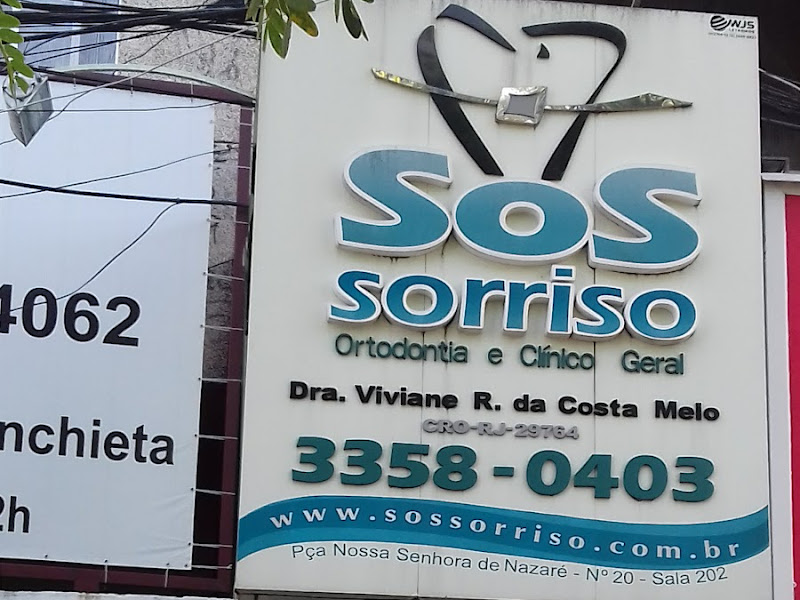 NJS
4062
nchieta
2h
SOS
sorriso
Ortodontia e Clínico Geral
Dra. Viviane R. da Costa Melo
CRO-RJ-29764
3358-0403
www.sossorriso.com.br
Pça Nossa Senhora de Nazaré - Nº 20 - Sala 202